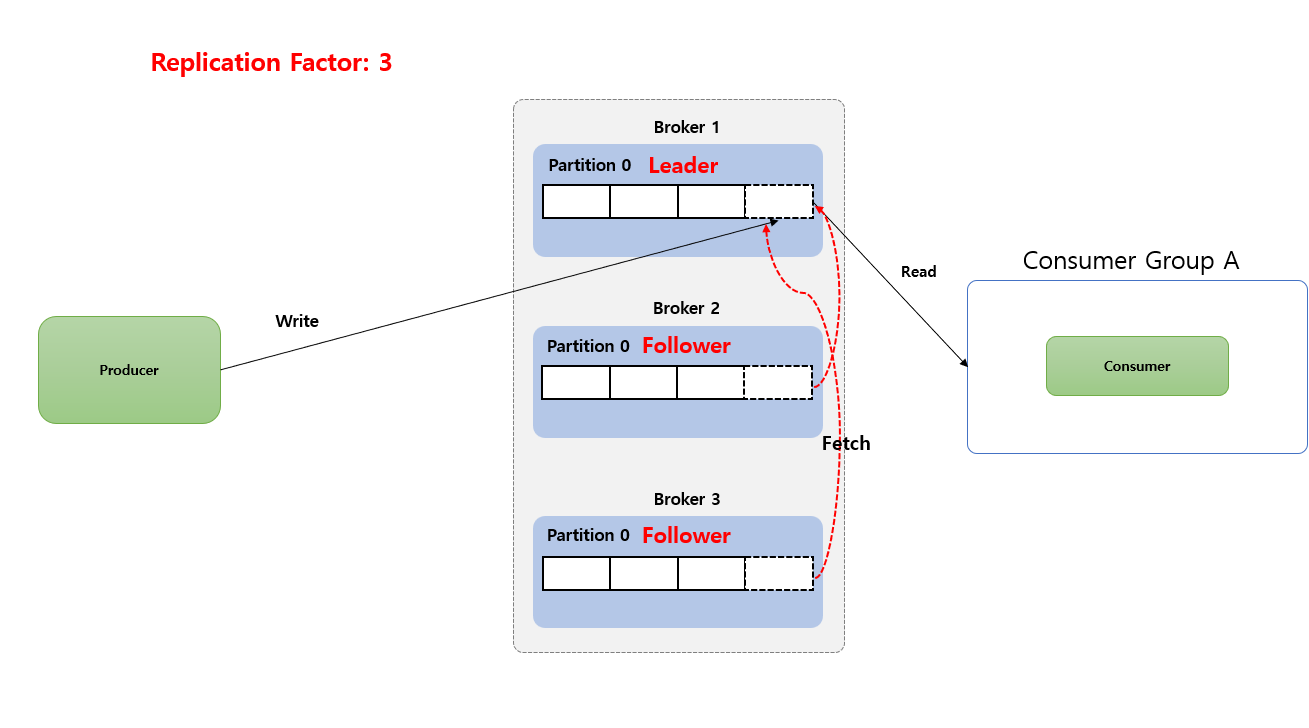 Replication Factor: 3
Broker 1
Partition 0 Leader
Read
Consumer Group A
Write
Broker 2
Partition 0 Follower
Producer
Consumer
Fetch
Broker 3
Partition 0 Follower